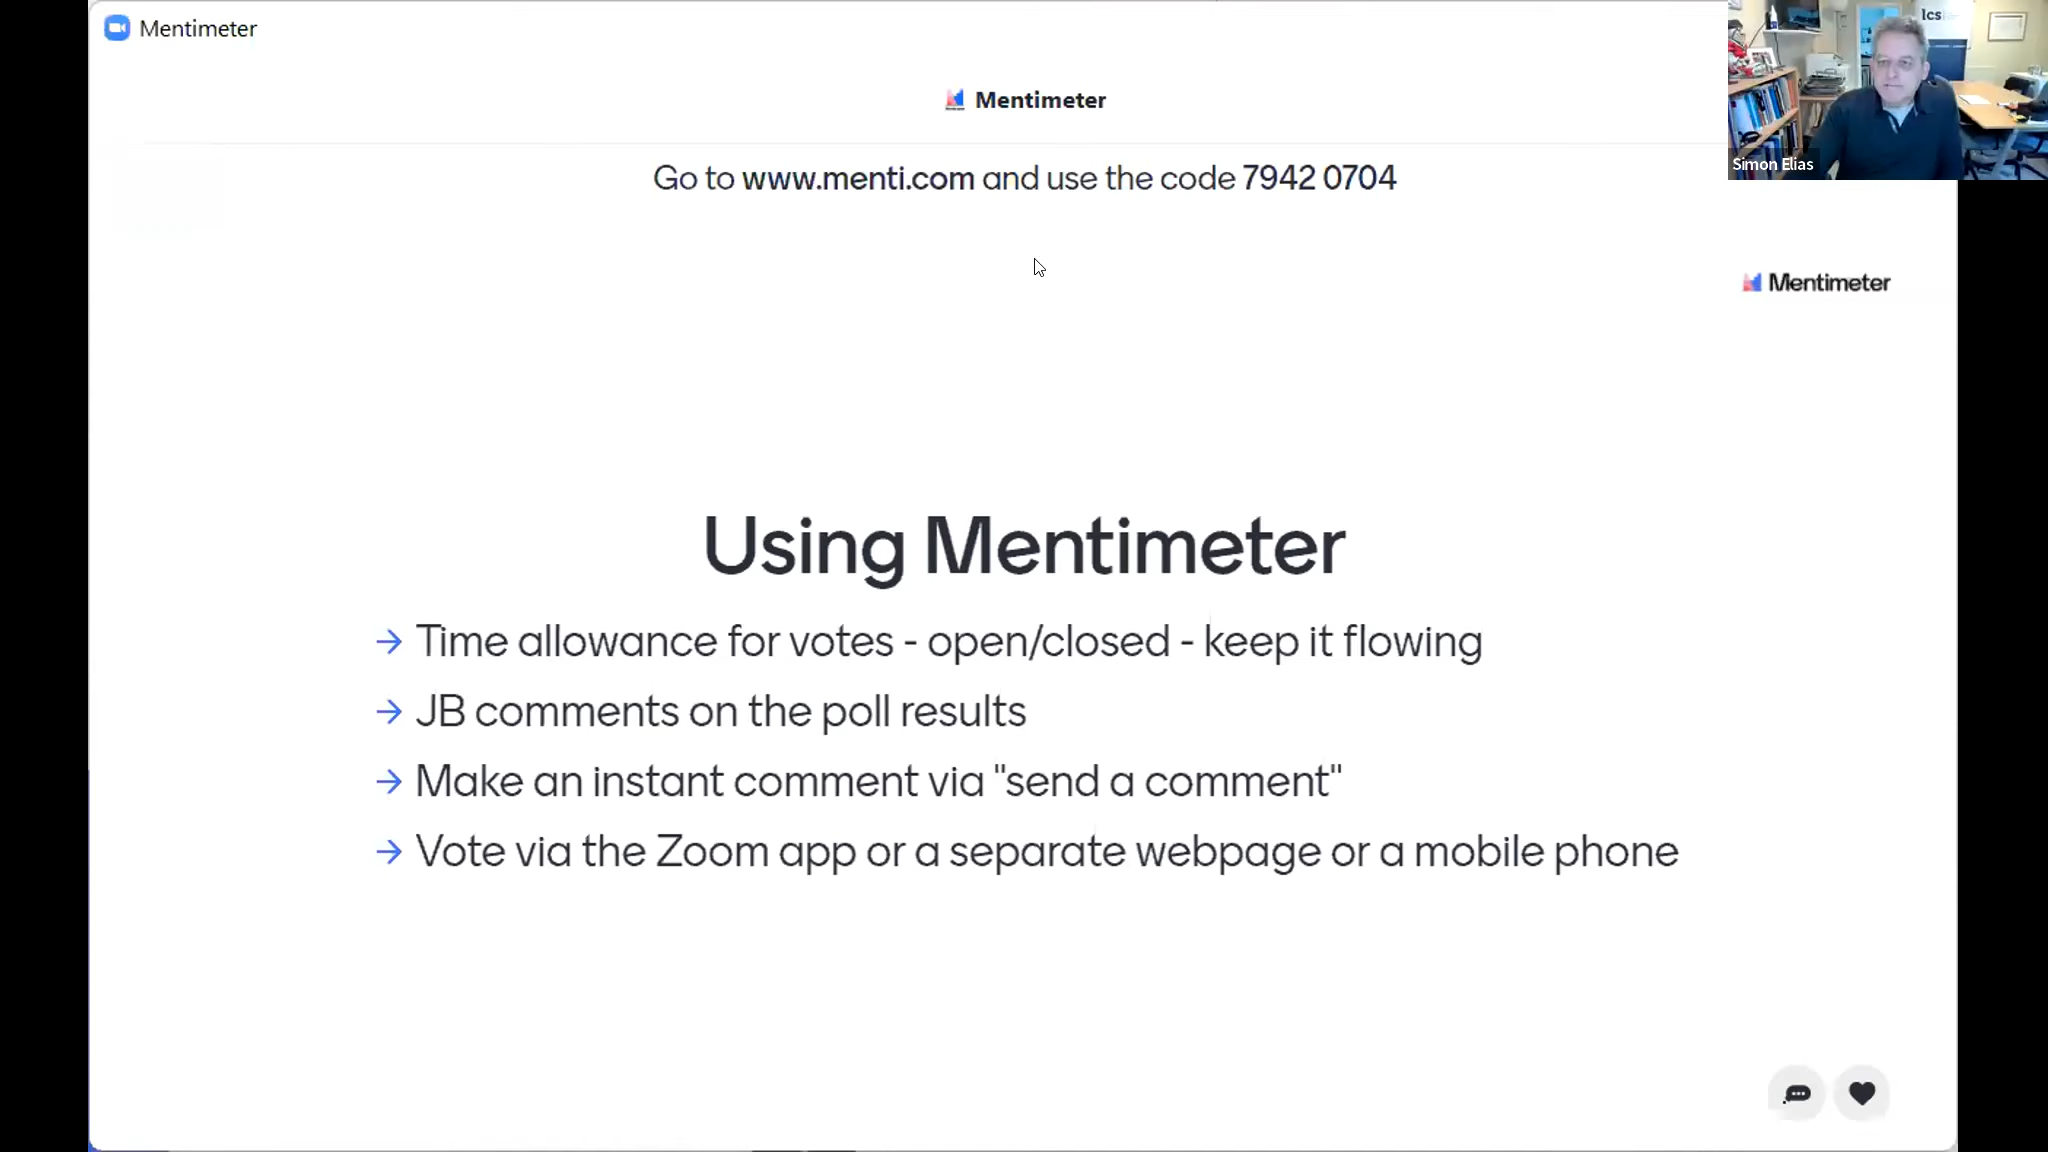 Mentimeter
Mentimeter
lcs
Simon Elias
Go to www.menti.com and use the code 7942 0704
Mentimeter
Using Mentimeter
→ Time allowance for votes - open/closed - keep it flowing
→ JB comments on the poll results
→ Make an instant comment via "send a comment"
→ Vote via the Zoom app or a separate webpage or a mobile phone